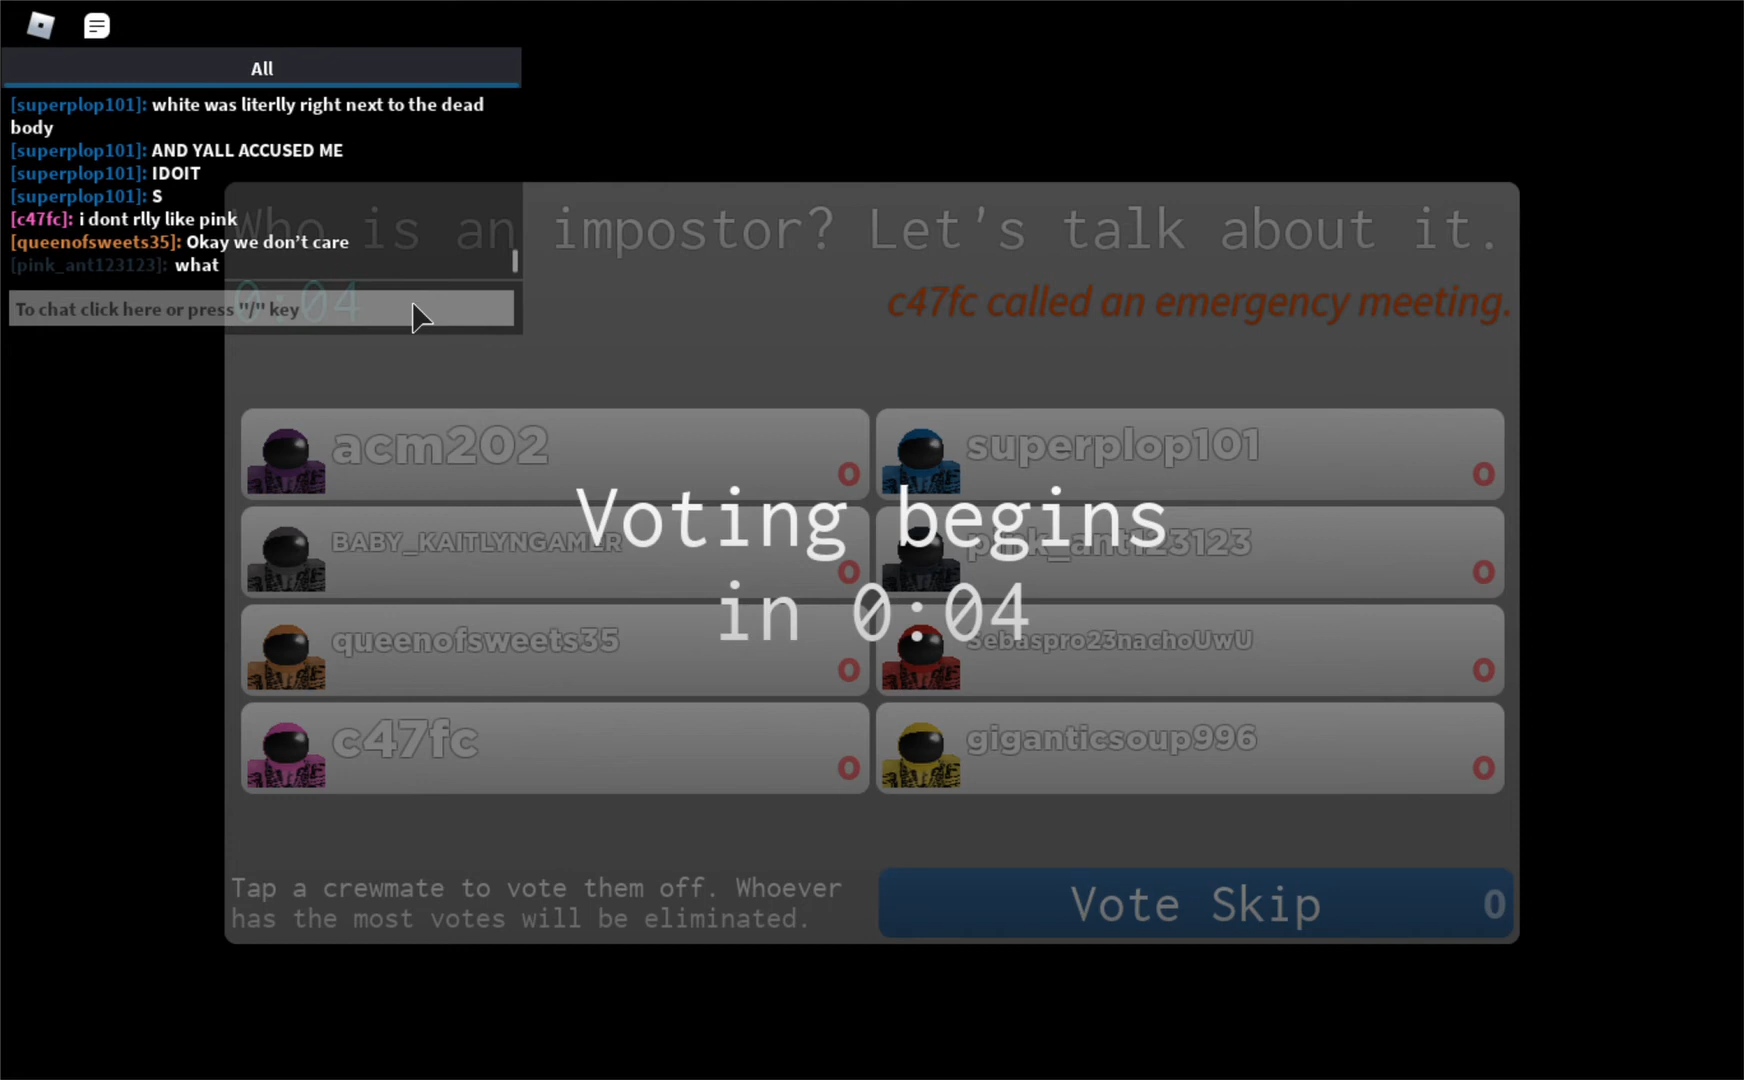 All
[superplop101]: white was literlly right next to the dead
body
[superplop101]: AND YALL ACCUSED ME
[superplop101]: IDOIT
[superplop101]: S
[c47fc]: i dont rlly like pink
[queenofsweets35]: Okay we don't care
[pink_ant123123]: what
To chat click here or press "/" key
Who is an impostor? Let's talk about it.
0:04
c47fc called an emergency meeting.
acm202
0
superplop101
0
BABY_KAITLYNGAMER
0
pink_ant123123
0
Voting begins
in 0:04
queenofsweets35
0
Sebaspro23nachoUwU
0
c47fc
0
giganticsoup996
0
Tap a crewmate to vote them off. Whoever
has the most votes will be eliminated.
Vote Skip
0